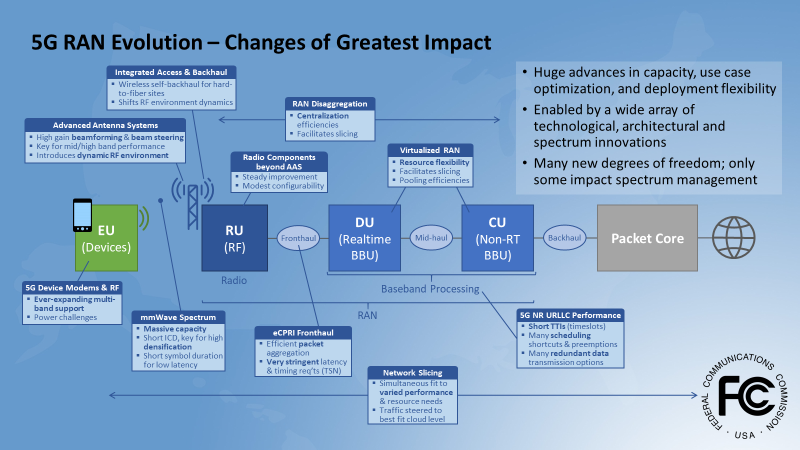 5G RAN Evolution – Changes of Greatest Impact
Integrated Access & Backhaul
▪ Wireless self-backhaul for hard-
to-fiber sites
▪ Shifts RF environment dynamics
• Huge advances in capacity, use case
optimization, and deployment flexibility
• Enabled by a wide array of
technological, architectural and
spectrum innovations
• Many new degrees of freedom; only
some impact spectrum management
RAN Disaggregation
▪ Centralization
efficiencies
▪ Facilitates slicing
Advanced Antenna Systems
▪ High gain beamforming & beam steering
▪ Key for mid/high band performance
▪ Introduces dynamic RF environment
Radio Components
beyond AAS
▪ Steady improvement
▪ Modest configurability
Virtualized RAN
▪ Resource flexibility
▪ Facilitates slicing
▪ Pooling efficiencies
EU
(Devices)
RU
(RF)
Fronthaul
DU
(Realtime
BBU)
Mid-haul
CU
(Non-RT
BBU)
Backhaul
Packet Core
Radio
Baseband Processing
RAN
5G Device Modems & RF
▪ Ever-expanding multi-
band support
▪ Power challenges
mmWave Spectrum
▪ Massive capacity
▪ Short ICD, key for high
densification
▪ Short symbol duration
for low latency
eCPRI Fronthaul
▪ Efficient packet
aggregation
▪ Very stringent latency
& timing req'ts (TSN)
5G NR URLLC Performance
▪ Short TTIs (timeslots)
▪ Many scheduling
shortcuts & preemptions
▪ Many redundant data
transmission options
Network Slicing
▪ Simultaneous fit to
varied performance
& resource needs
▪ Traffic steered to
best fit cloud level
FEDERAL COMMUNICATIONS COMMISSION
FCC
· USA ·